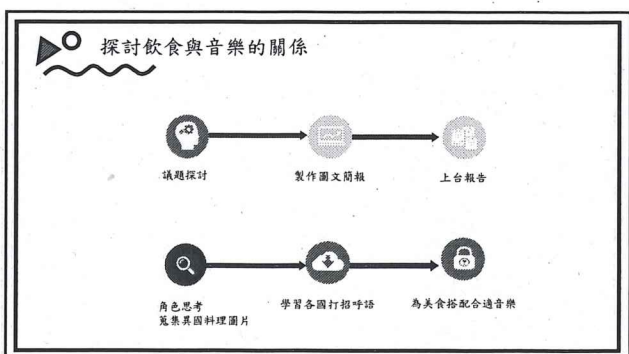 探討飲食與音樂的關係
議題探討
製作圖文簡報
上台報告
角色思考
蒐集異國料理圖片
學習各國打招呼語
為美食搭配合適音樂